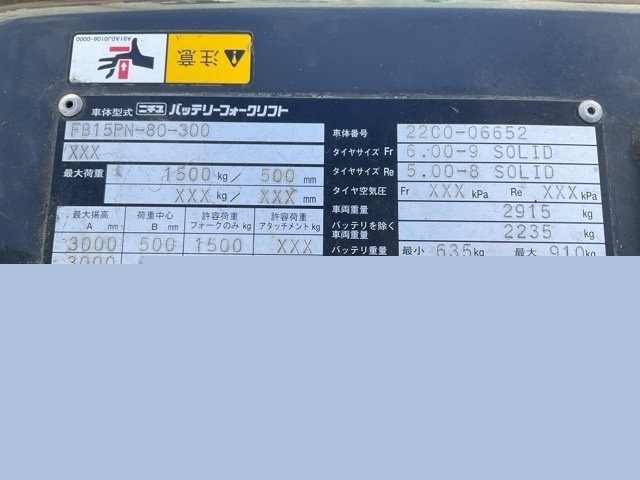 A91A0J0106-0000
注意
車体型式 ニチユ バッテリーフォークリフト
FB15PN-80-300
XXX
最大荷重 1500 kg/ 500 mm
XXX kg/ XXX mm
車体番号 22C0-06652
タイヤサイズ Fr 6.00-9 SOLID
タイヤサイズ Re 5.00-8 SOLID
タイヤ空気圧 Fr XXX kPa Re XXX kPa
車両重量 2915 kg
バッテリを除く車両重量 2235 kg
バッテリ重量 最小 635kg 最大 910kg
最大揚高 A mm 荷重中心 B mm 許容荷重 フォークのみ kg 許容荷重 アタッチメント kg
3000 500 1500 XXX